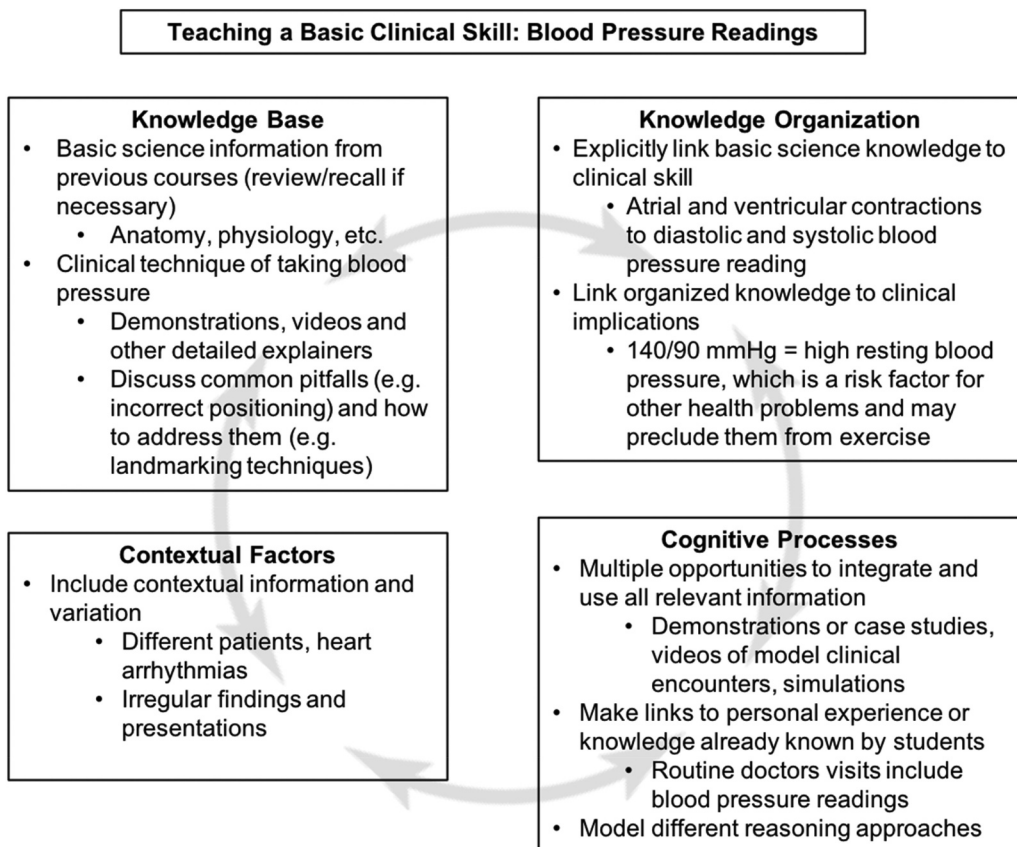 Teaching a Basic Clinical Skill: Blood Pressure Readings
Knowledge Base
• Basic science information from
previous courses (review/recall if
necessary)
• Anatomy, physiology, etc.
• Clinical technique of taking blood
pressure
• Demonstrations, videos and
other detailed explainers
• Discuss common pitfalls (e.g.
incorrect positioning) and how
to address them (e.g.
landmarking techniques)
Knowledge Organization
• Explicitly link basic science knowledge to
clinical skill
• Atrial and ventricular contractions
to diastolic and systolic blood
pressure reading
• Link organized knowledge to clinical
implications
• 140/90 mmHg = high resting blood
pressure, which is a risk factor for
other health problems and may
preclude them from exercise
Contextual Factors
• Include contextual information and
variation
• Different patients, heart
arrhythmias
• Irregular findings and
presentations
Cognitive Processes
• Multiple opportunities to integrate and
use all relevant information
• Demonstrations or case studies,
videos of model clinical
encounters, simulations
• Make links to personal experience or
knowledge already known by students
• Routine doctors visits include
blood pressure readings
• Model different reasoning approaches